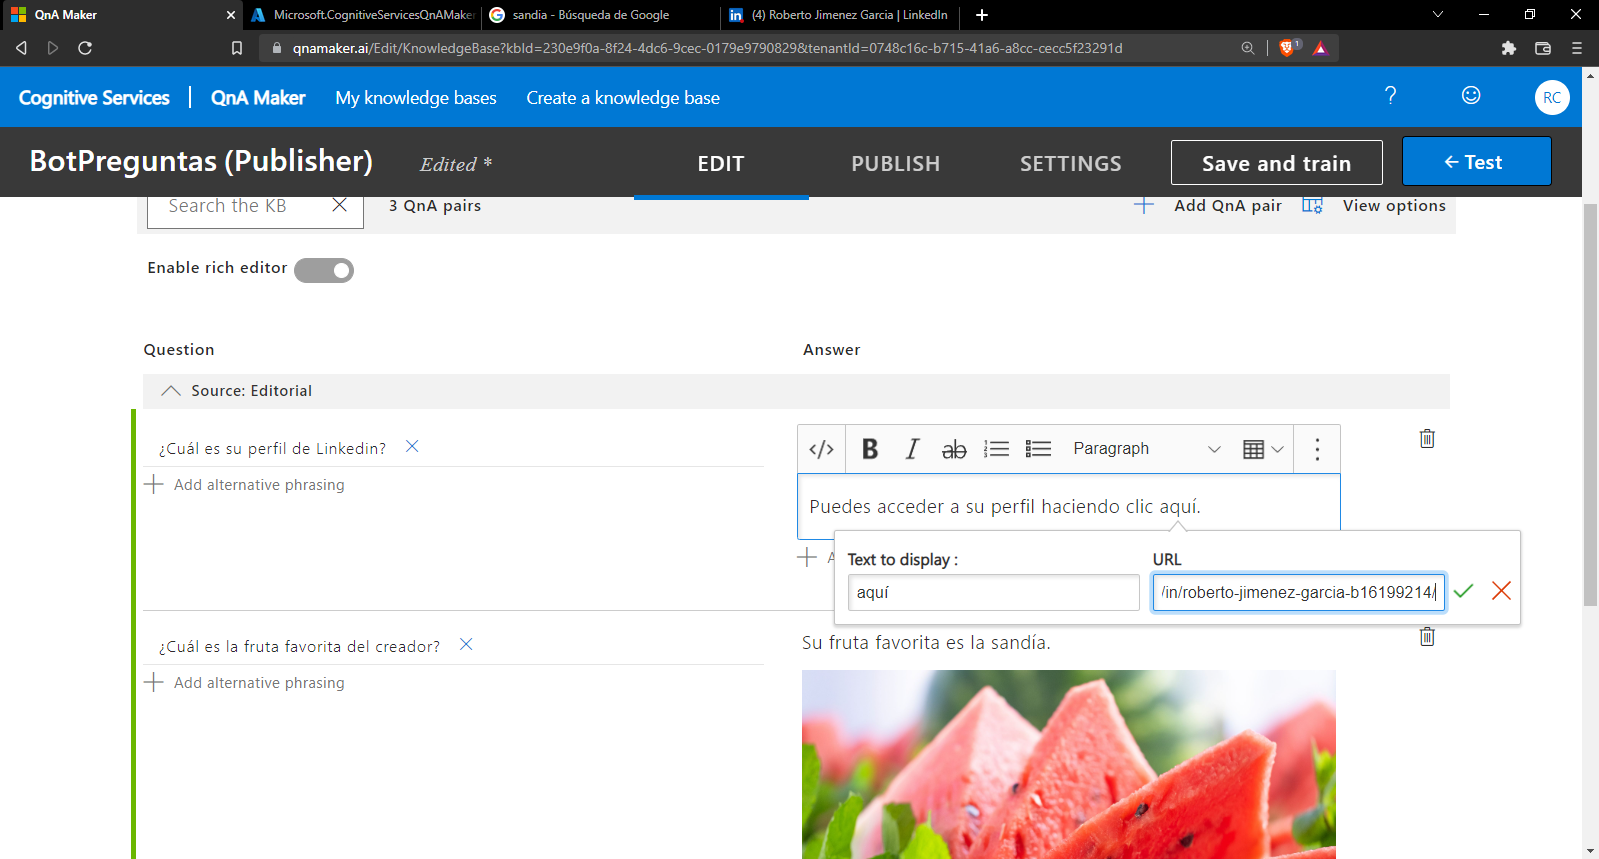 QnA Maker
Microsoft.CognitiveServicesQnAMake
sandia - Búsqueda de Google
(4) Roberto Jimenez Garcia | LinkedIn
qnamaker.ai/Edit/KnowledgeBase?kbId=230e9f0a-8f24-4dc6-9cec-0179e9790829&tenantId=0748c16c-b715-41a6-a8cc-cecc5f23291d
1
Cognitive Services
QnA Maker
My knowledge bases
Create a knowledge base
?
RC
BotPreguntas (Publisher)
Edited *
EDIT
PUBLISH
SETTINGS
Save and train
← Test
Search the KB
3 QnA pairs
Add QnA pair
View options
Enable rich editor
Question
Answer
Source: Editorial
¿Cuál es su perfil de Linkedin?
Add alternative phrasing
</> B I ab
Paragraph
Puedes acceder a su perfil haciendo clic aquí.
Text to display :
URL
aquí
/in/roberto-jimenez-garcia-b16199214/
¿Cuál es la fruta favorita del creador?
Add alternative phrasing
Su fruta favorita es la sandía.